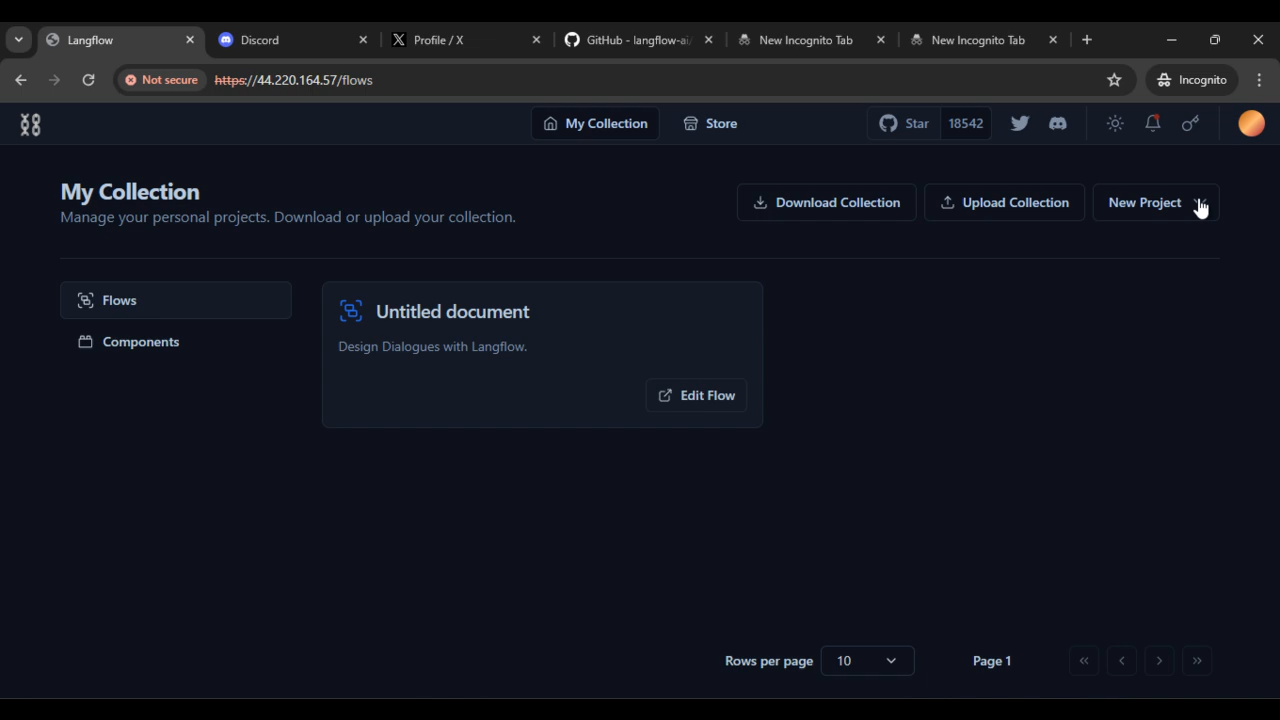 Langflow
Discord
Profile / X
GitHub - langflow-ai/
New Incognito Tab
New Incognito Tab
Not secure
https://44.220.164.57/flows
Incognito
My Collection
Store
Star
18542
My Collection
Manage your personal projects. Download or upload your collection.
Download Collection
Upload Collection
New Project
Flows
Components
Untitled document
Design Dialogues with Langflow.
Edit Flow
Rows per page
10
Page 1